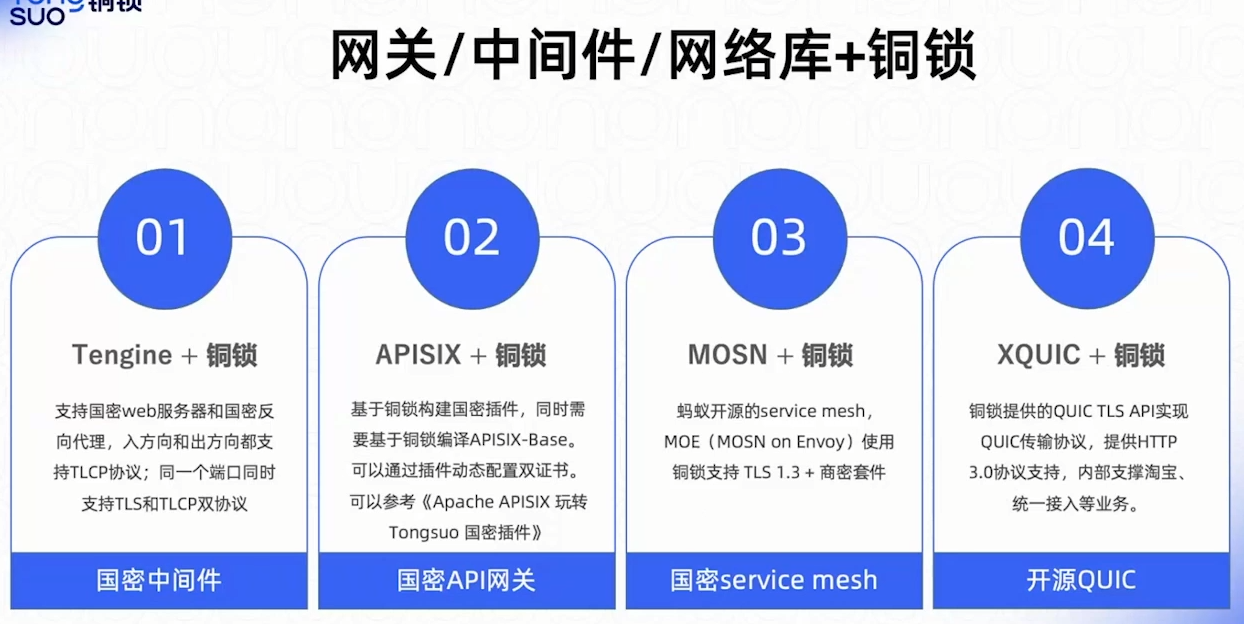 Tongsuo铜锁
网关/中间件/网络库+铜锁
01
Tengine + 铜锁
支持国密web服务器和国密反
向代理，入方向和出方向都支
持TLCP协议；同一个端口同时
支持TLS和TLCP双协议
国密中间件
02
APISIX + 铜锁
基于铜锁构建国密插件，同时需
要基于铜锁编译APISIX-Base。
可以通过插件动态配置双证书。
可以参考《Apache APISIX 玩转
Tongsuo 国密插件》
国密API网关
03
MOSN + 铜锁
蚂蚁开源的service mesh，
MOE（MOSN on Envoy）使用
铜锁支持 TLS 1.3 + 商密套件
国密service mesh
04
XQUIC + 铜锁
铜锁提供的QUIC TLS API实现
QUIC传输协议，提供HTTP
3.0协议支持，内部支撑淘宝、
统一接入等业务。
开源QUIC